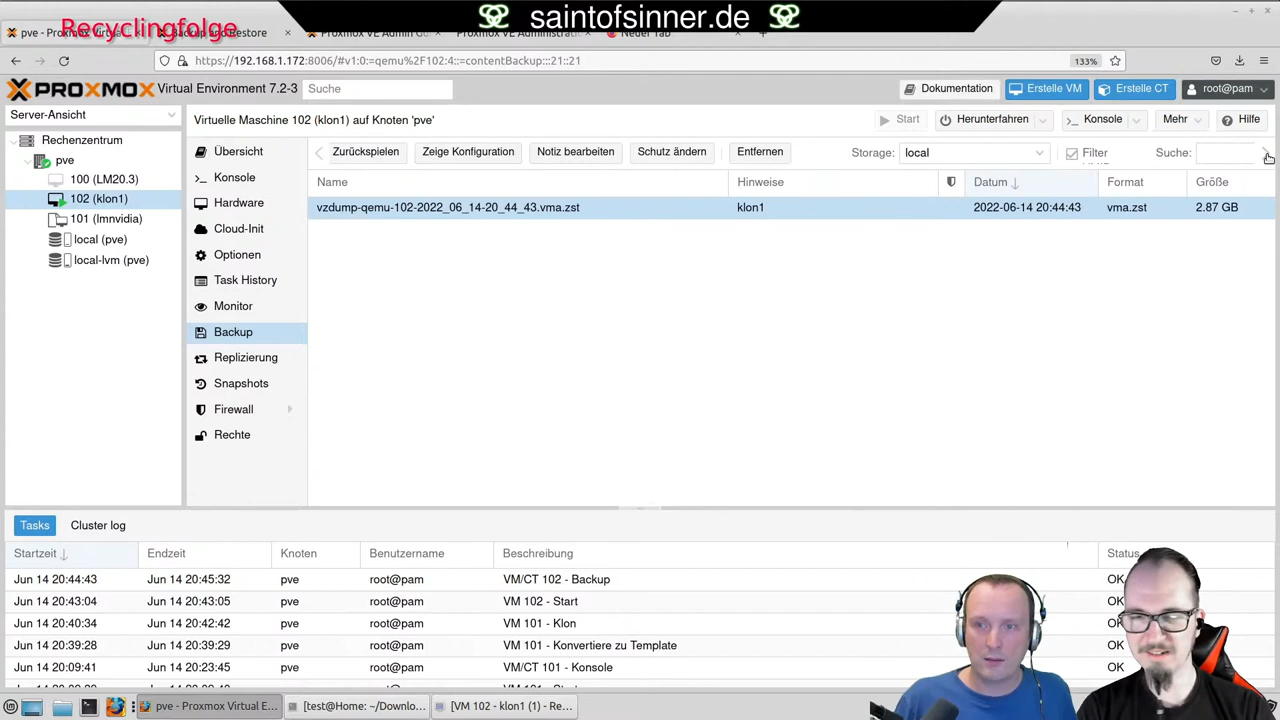 saintofsinner.de
Recyclingfolge
pve - Proxmox Virtua
Backup and Restore
Proxmox VE Admin G
Proxmox VE Administrati
Neuer Tab
https://192.168.1.172:8006/#v1:0:=qemu%2F102:4::=contentBackup:::21::21
133%
PROXMOX Virtual Environment 7.2-3
Suche
Dokumentation
Erstelle VM
Erstelle CT
root@pam
Server-Ansicht
Virtuelle Maschine 102 (klon1) auf Knoten 'pve'
Start
Herunterfahren
Konsole
Mehr
Hilfe
Rechenzentrum
pve
100 (LM20.3)
102 (klon1)
101 (lmnvidia)
local (pve)
local-lvm (pve)
Übersicht
Konsole
Hardware
Cloud-Init
Optionen
Task History
Monitor
Backup
Replizierung
Snapshots
Firewall
Rechte
Zurückspielen
Zeige Konfiguration
Notiz bearbeiten
Schutz ändern
Entfernen
Storage: local
Filter
Suche:
Name Hinweise Datum Format Größe
vzdump-qemu-102-2022_06_14-20_44_43.vma.zst klon1 2022-06-14 20:44:43 vma.zst 2.87 GB
Tasks Cluster log
Startzeit Endzeit Knoten Benutzername Beschreibung Status
Jun 14 20:44:43 Jun 14 20:45:32 pve root@pam VM/CT 102 - Backup OK
Jun 14 20:43:04 Jun 14 20:43:05 pve root@pam VM 102 - Start OK
Jun 14 20:40:34 Jun 14 20:42:42 pve root@pam VM 101 - Klon OK
Jun 14 20:39:28 Jun 14 20:39:29 pve root@pam VM 101 - Konvertiere zu Template OK
Jun 14 20:09:41 Jun 14 20:23:45 pve root@pam VM/CT 101 - Konsole OK
pve - Proxmox Virtual E...
[test@Home: ~/Downlo...
[VM 102 - klon1 (1) - Re...